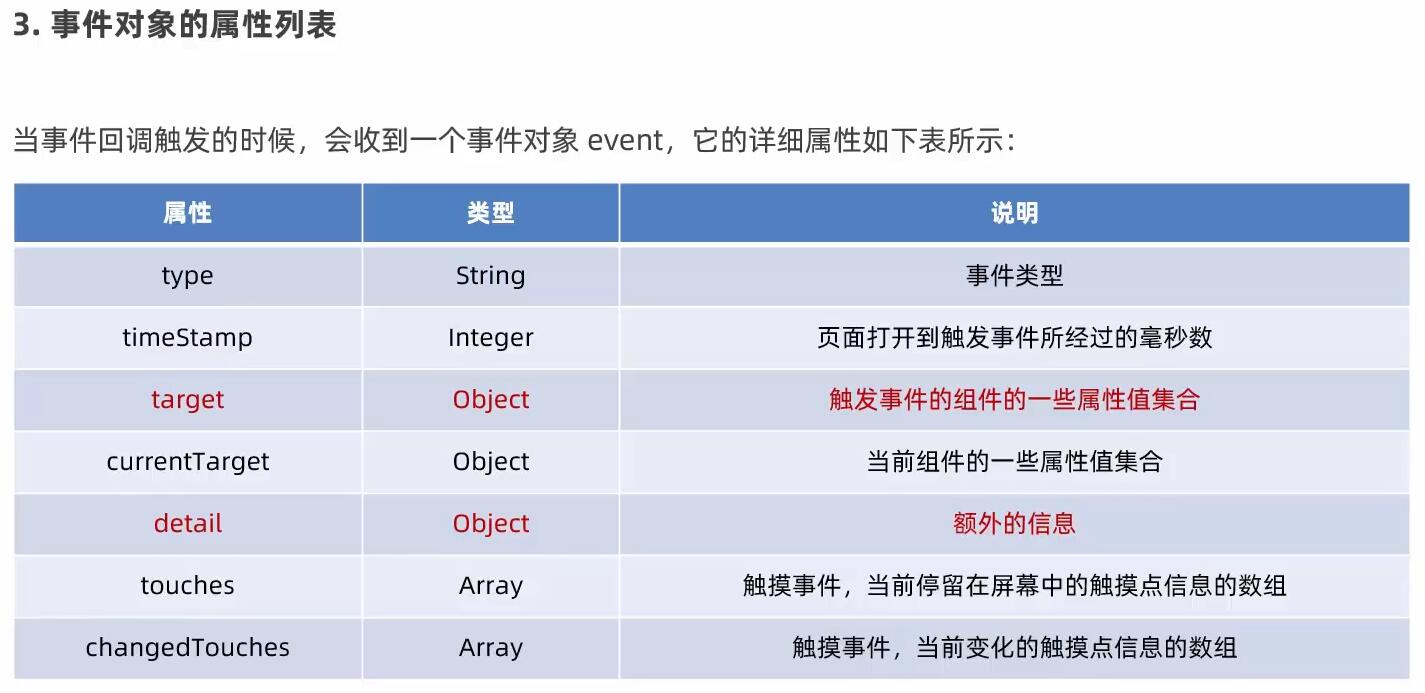 3. 事件对象的属性列表
当事件回调触发的时候，会收到一个事件对象 event，它的详细属性如下表所示：
属性 类型 说明
type String 事件类型
timeStamp Integer 页面打开到触发事件所经过的毫秒数
target Object 触发事件的组件的一些属性值集合
currentTarget Object 当前组件的一些属性值集合
detail Object 额外的信息
touches Array 触摸事件，当前停留在屏幕中的触摸点信息的数组
changedTouches Array 触摸事件，当前变化的触摸点信息的数组